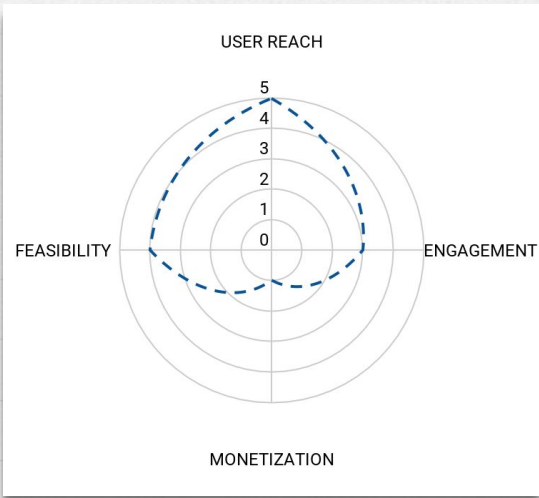 USER REACH
5
4
3
2
1
0
FEASIBILITY
ENGAGEMENT
MONETIZATION